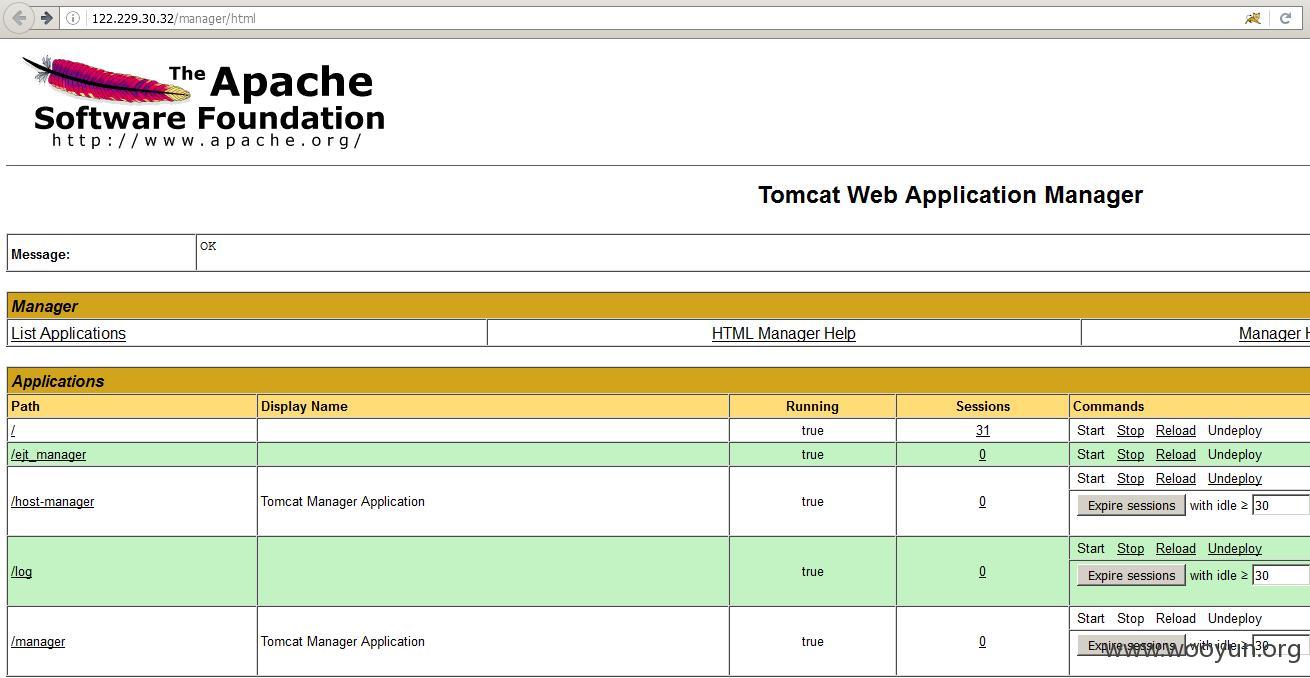 122.229.30.32/manager/html
The Apache
Software Foundation
http://www.apache.org/
Tomcat Web Application Manager
Message: OK
Manager
List Applications HTML Manager Help Manager H
Applications
Path Display Name Running Sessions Commands
/ true 31 Start Stop Reload Undeploy
/ejt_manager true 0 Start Stop Reload Undeploy
Start Stop Reload Undeploy
/host-manager Tomcat Manager Application true 0 Expire sessions with idle ≥ 30
Start Stop Reload Undeploy
/log true 0 Expire sessions with idle ≥ 30
Start Stop Reload Undeploy
/manager Tomcat Manager Application true 0 Expire sessions with idle ≥ 30
www.wooyun.org